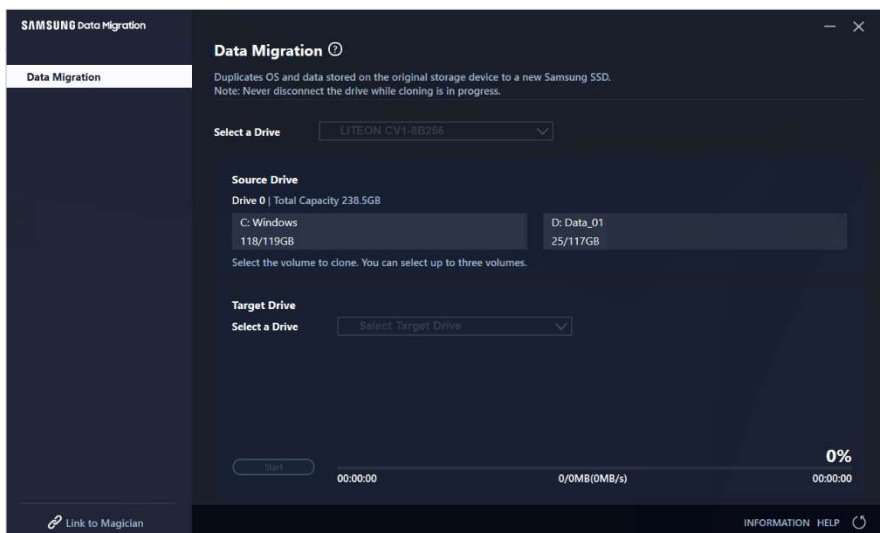 SAMSUNG Data Migration
Data Migration
Data Migration ?
Duplicates OS and data stored on the original storage device to a new Samsung SSD.
Note: Never disconnect the drive while cloning is in progress.
Select a Drive LITEON CV1-8B256
Source Drive
Drive 0 | Total Capacity 238.5GB
C: Windows D: Data_01
118/119GB 25/117GB
Select the volume to clone. You can select up to three volumes.
Target Drive
Select a Drive Select Target Drive
0%
Start
00:00:00 0/0MB(0MB/s) 00:00:00
Link to Magician INFORMATION HELP